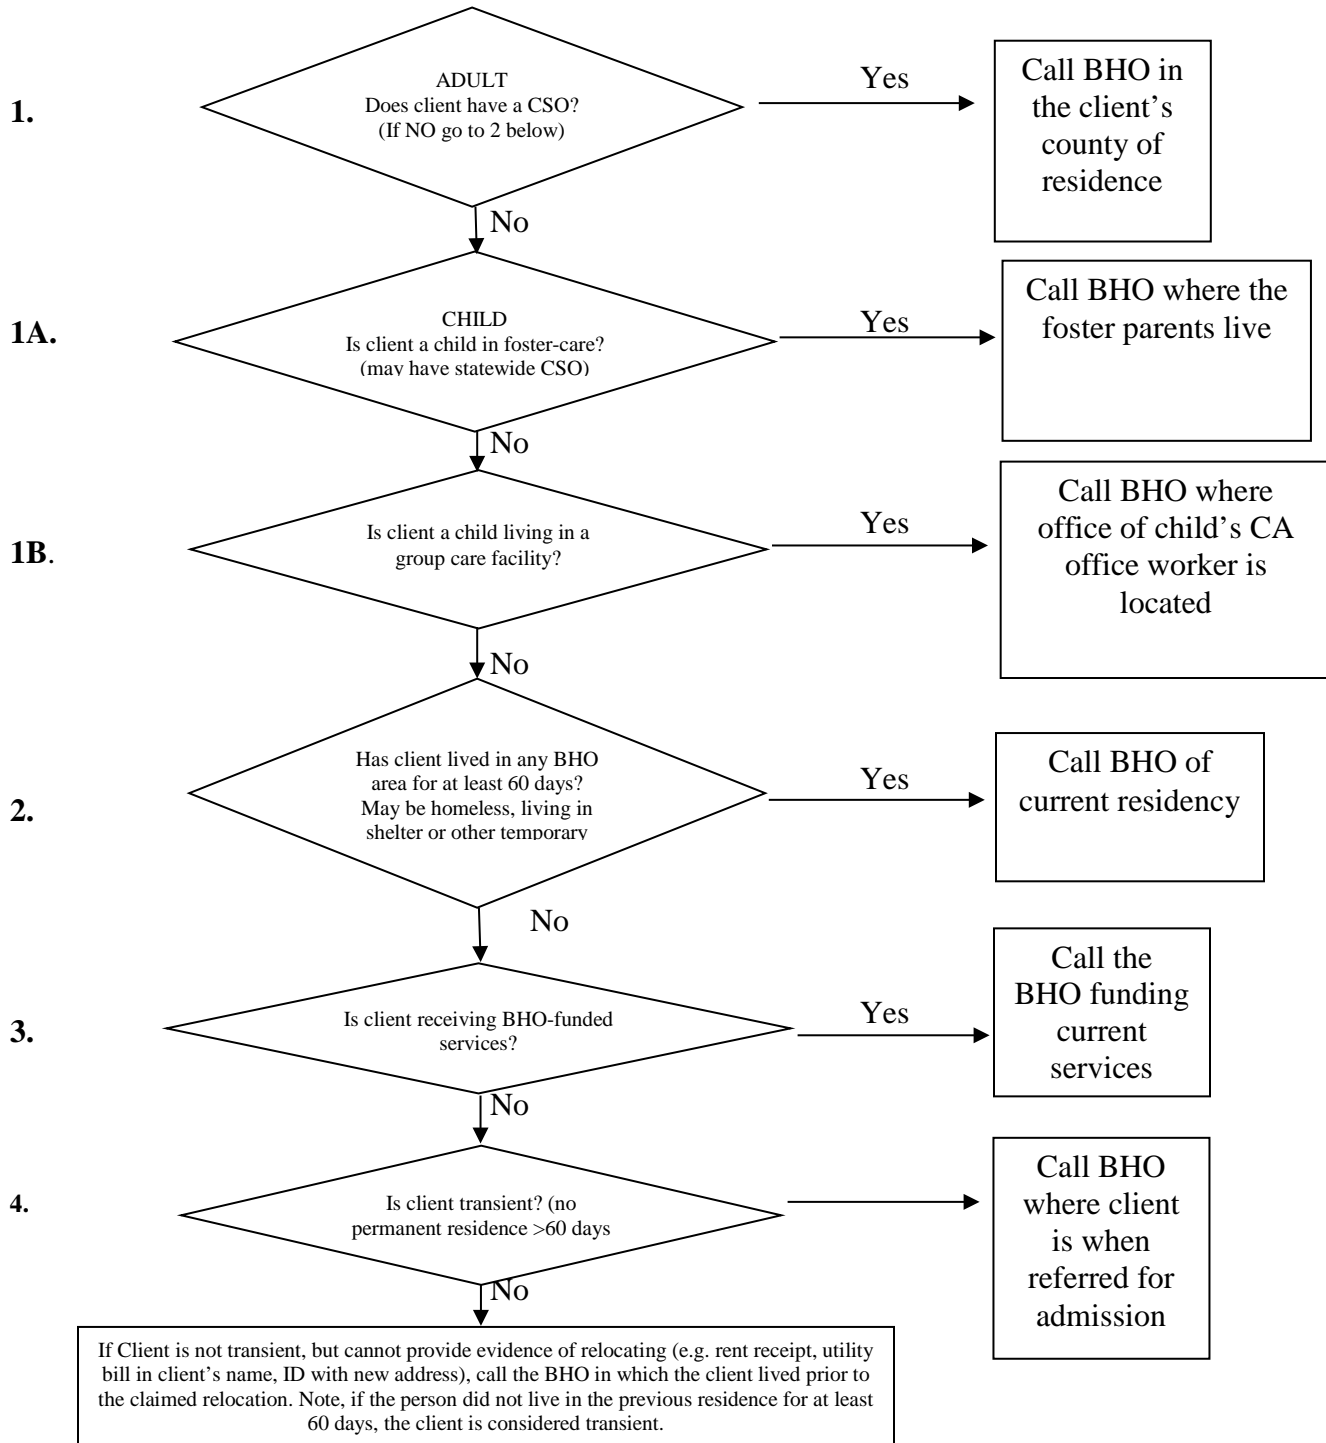 1.
ADULT
Does client have a CSO?
(If NO go to 2 below)
Yes
Call BHO in
the client’s
county of
residence
No
1A.
CHILD
Is client a child in foster-care?
(may have statewide CSO)
Yes
Call BHO where the
foster parents live
No
1B.
Is client a child living in a
group care facility?
Yes
Call BHO where
office of child’s CA
office worker is
located
No
2.
Has client lived in any BHO
area for at least 60 days?
May be homeless, living in
shelter or other temporary
Yes
Call BHO of
current residency
No
3.
Is client receiving BHO-funded
services?
Yes
Call the
BHO funding
current
services
No
4.
Is client transient? (no
permanent residence >60 days
Call BHO
where client
is when
referred for
admission
No
If Client is not transient, but cannot provide evidence of relocating (e.g. rent receipt, utility
bill in client’s name, ID with new address), call the BHO in which the client lived prior to
the claimed relocation. Note, if the person did not live in the previous residence for at least
60 days, the client is considered transient.